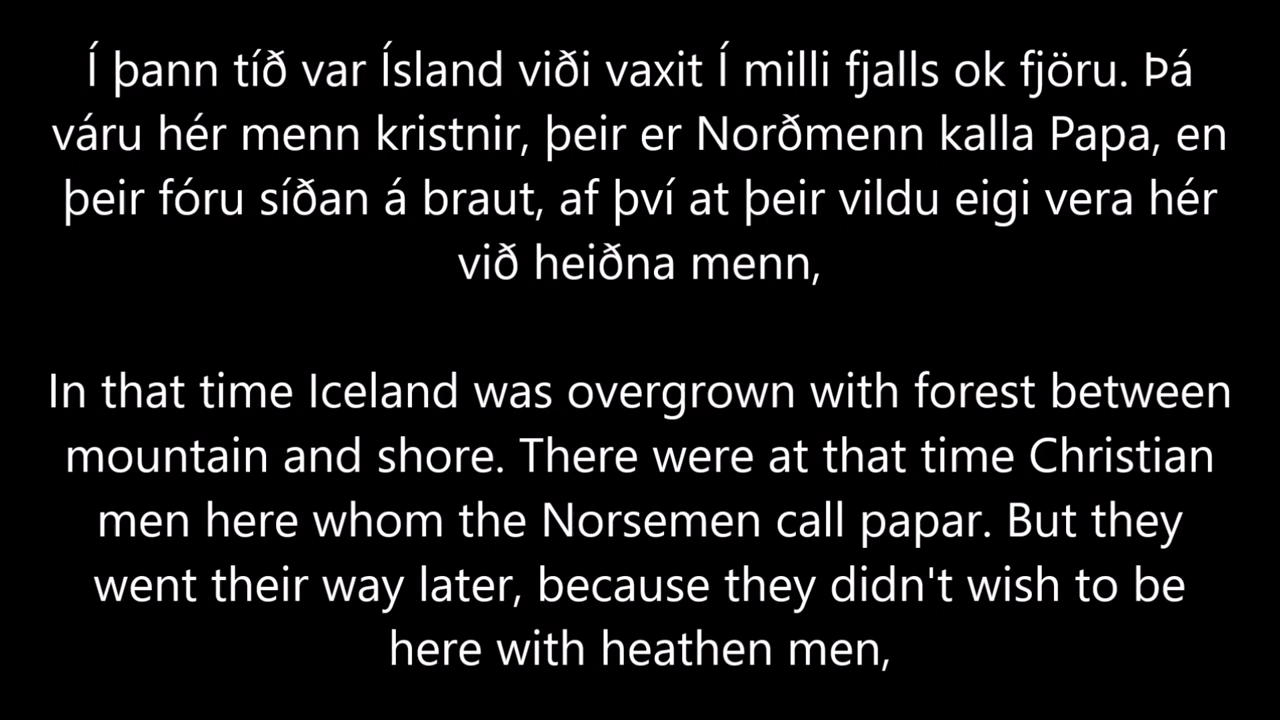 Í þann tíð var Ísland viði vaxit Í milli fjalls ok fjöru. Þá
váru hér menn kristnir, þeir er Norðmenn kalla Papa, en
þeir fóru síðan á braut, af því at þeir vildu eigi vera hér
við heiðna menn,
In that time Iceland was overgrown with forest between
mountain and shore. There were at that time Christian
men here whom the Norsemen call papar. But they
went their way later, because they didn't wish to be
here with heathen men,